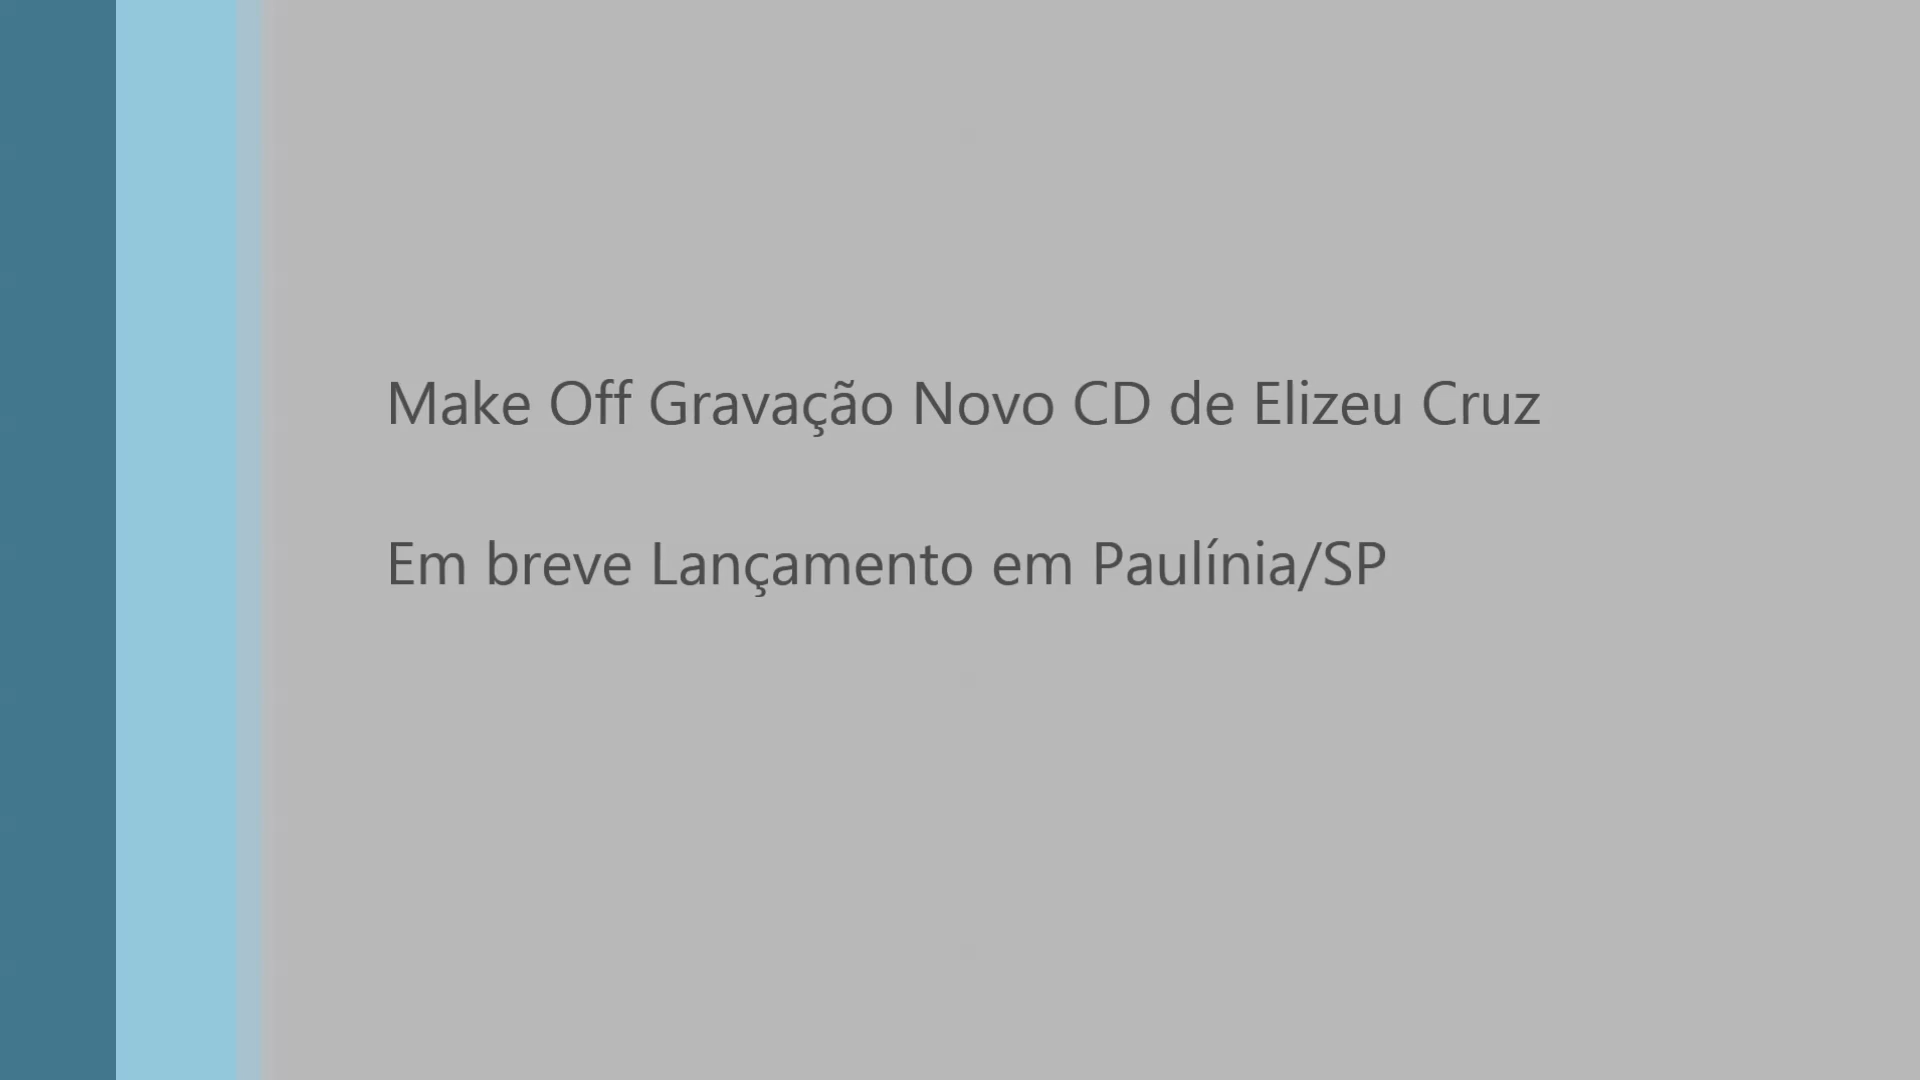 Make Off Gravação Novo CD de Elizeu Cruz
Em breve Lançamento em Paulínia/SP